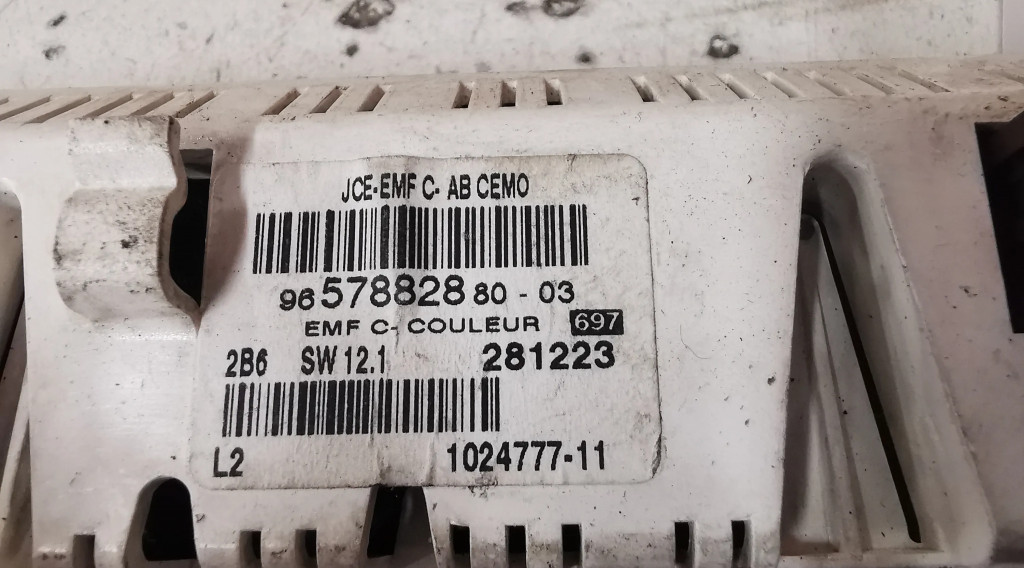 JCE-EMF C- AB CEMO
96 578828 80 - 03
EMF C- COULEUR 697
2B6 SW 12.1 281223
L2 1024777-11